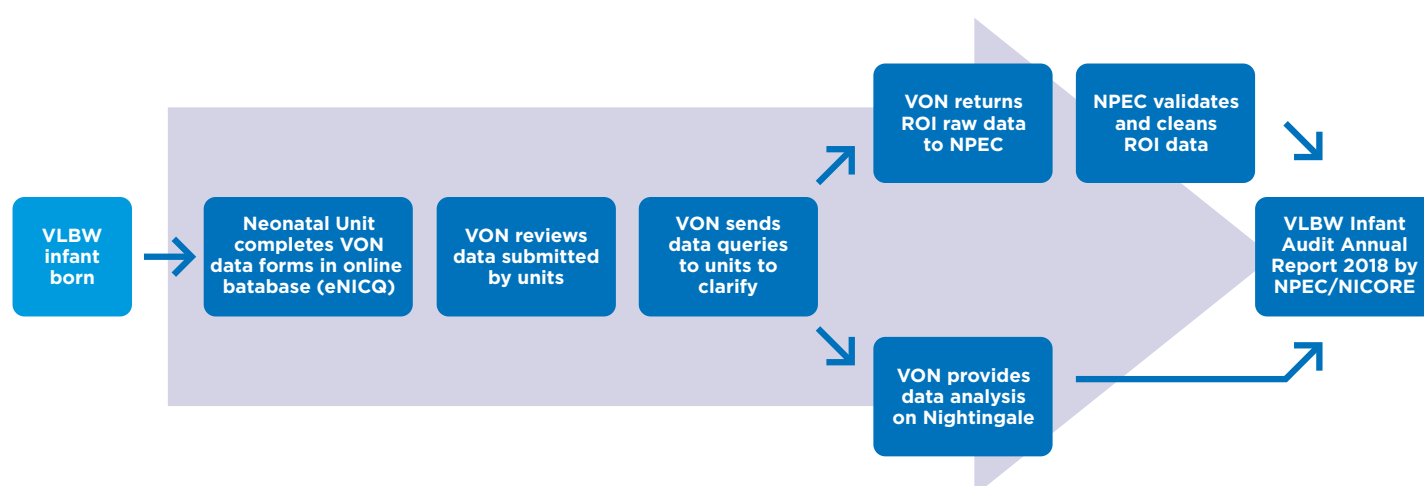 VLBW
infant
born
Neonatal Unit
completes VON
data forms in online
batabase (eNICQ)
VON reviews
data submitted
by units
VON sends
data queries
to units to
clarify
VON returns
ROI raw data
to NPEC
NPEC validates
and cleans
ROI data
VON provides
data analysis
on Nightingale
VLBW Infant
Audit Annual
Report 2018 by
NPEC/NICORE